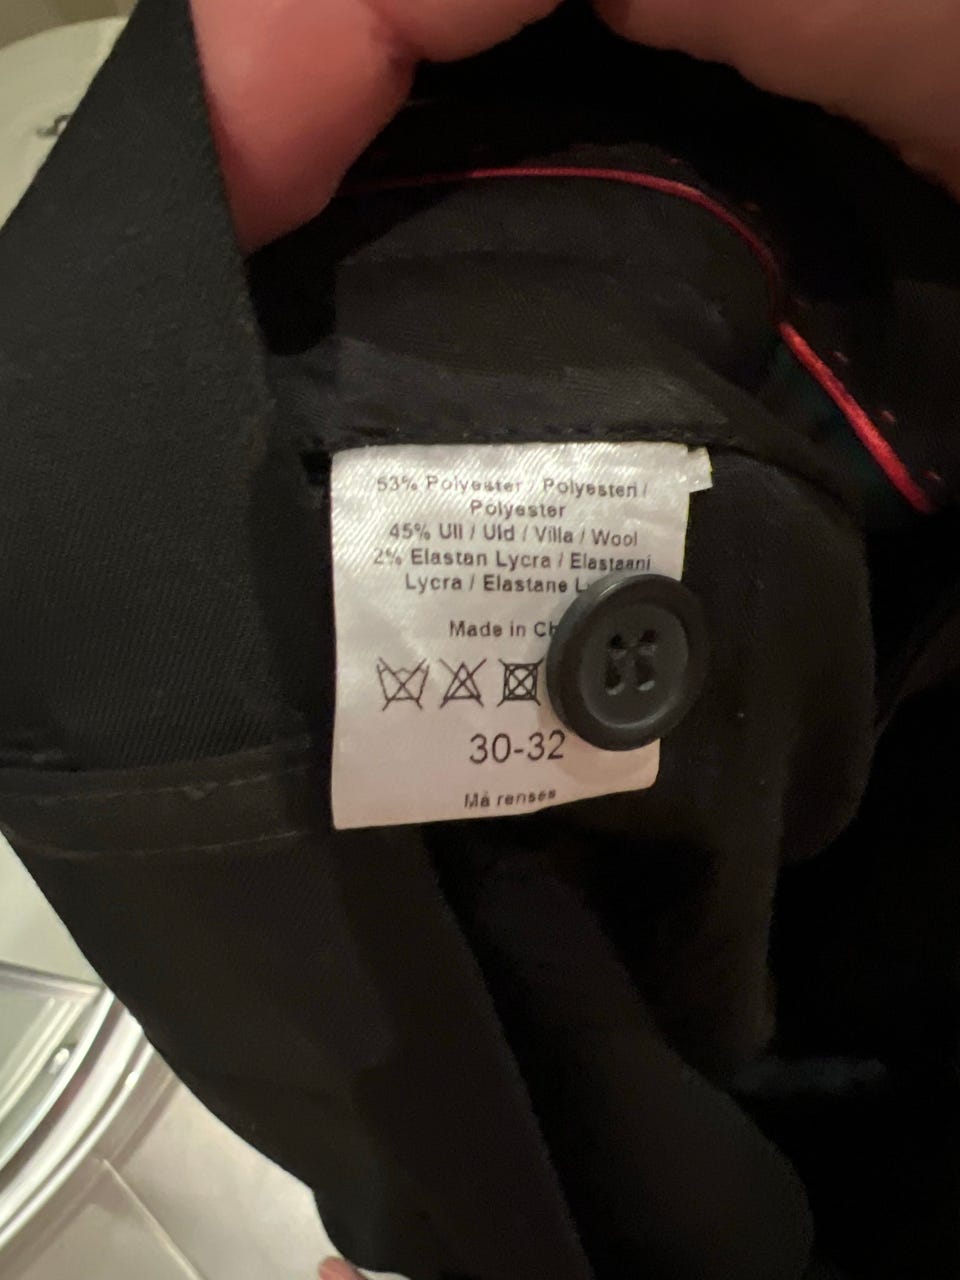 53% Polyester / Polyesteri /
Polyester
45% Ull / Uld / Villa / Wool
2% Elastan Lycra / Elastaani
Lycra / Elastane
Made in
30-32
Må renses